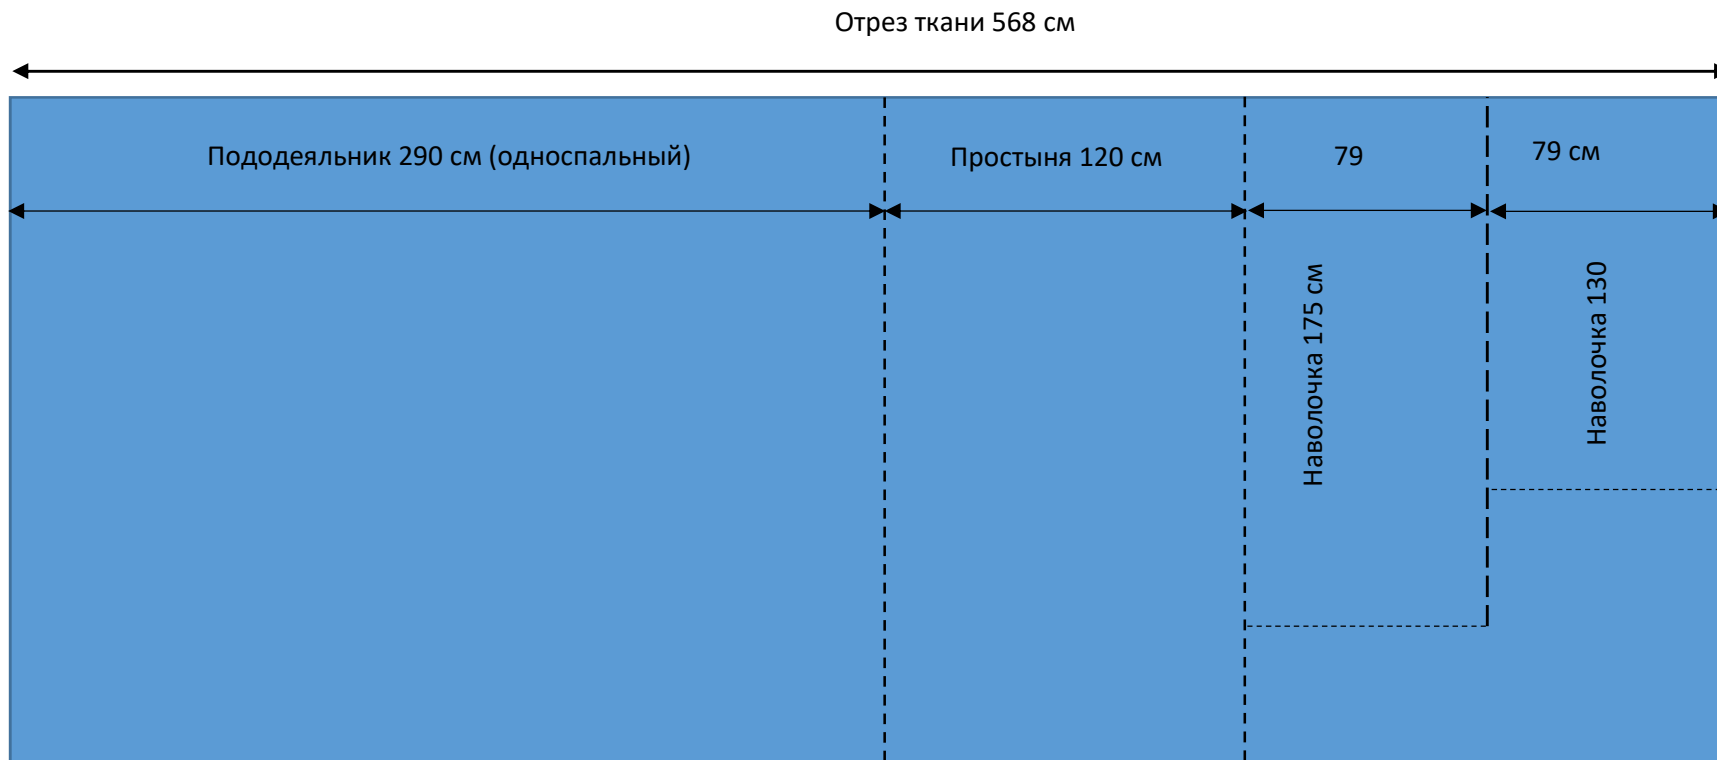 Отрез ткани 568 см
Пододеяльник 290 см (односпальный)
Простыня 120 см
79
79 см
Наволочка 175 см
Наволочка 130